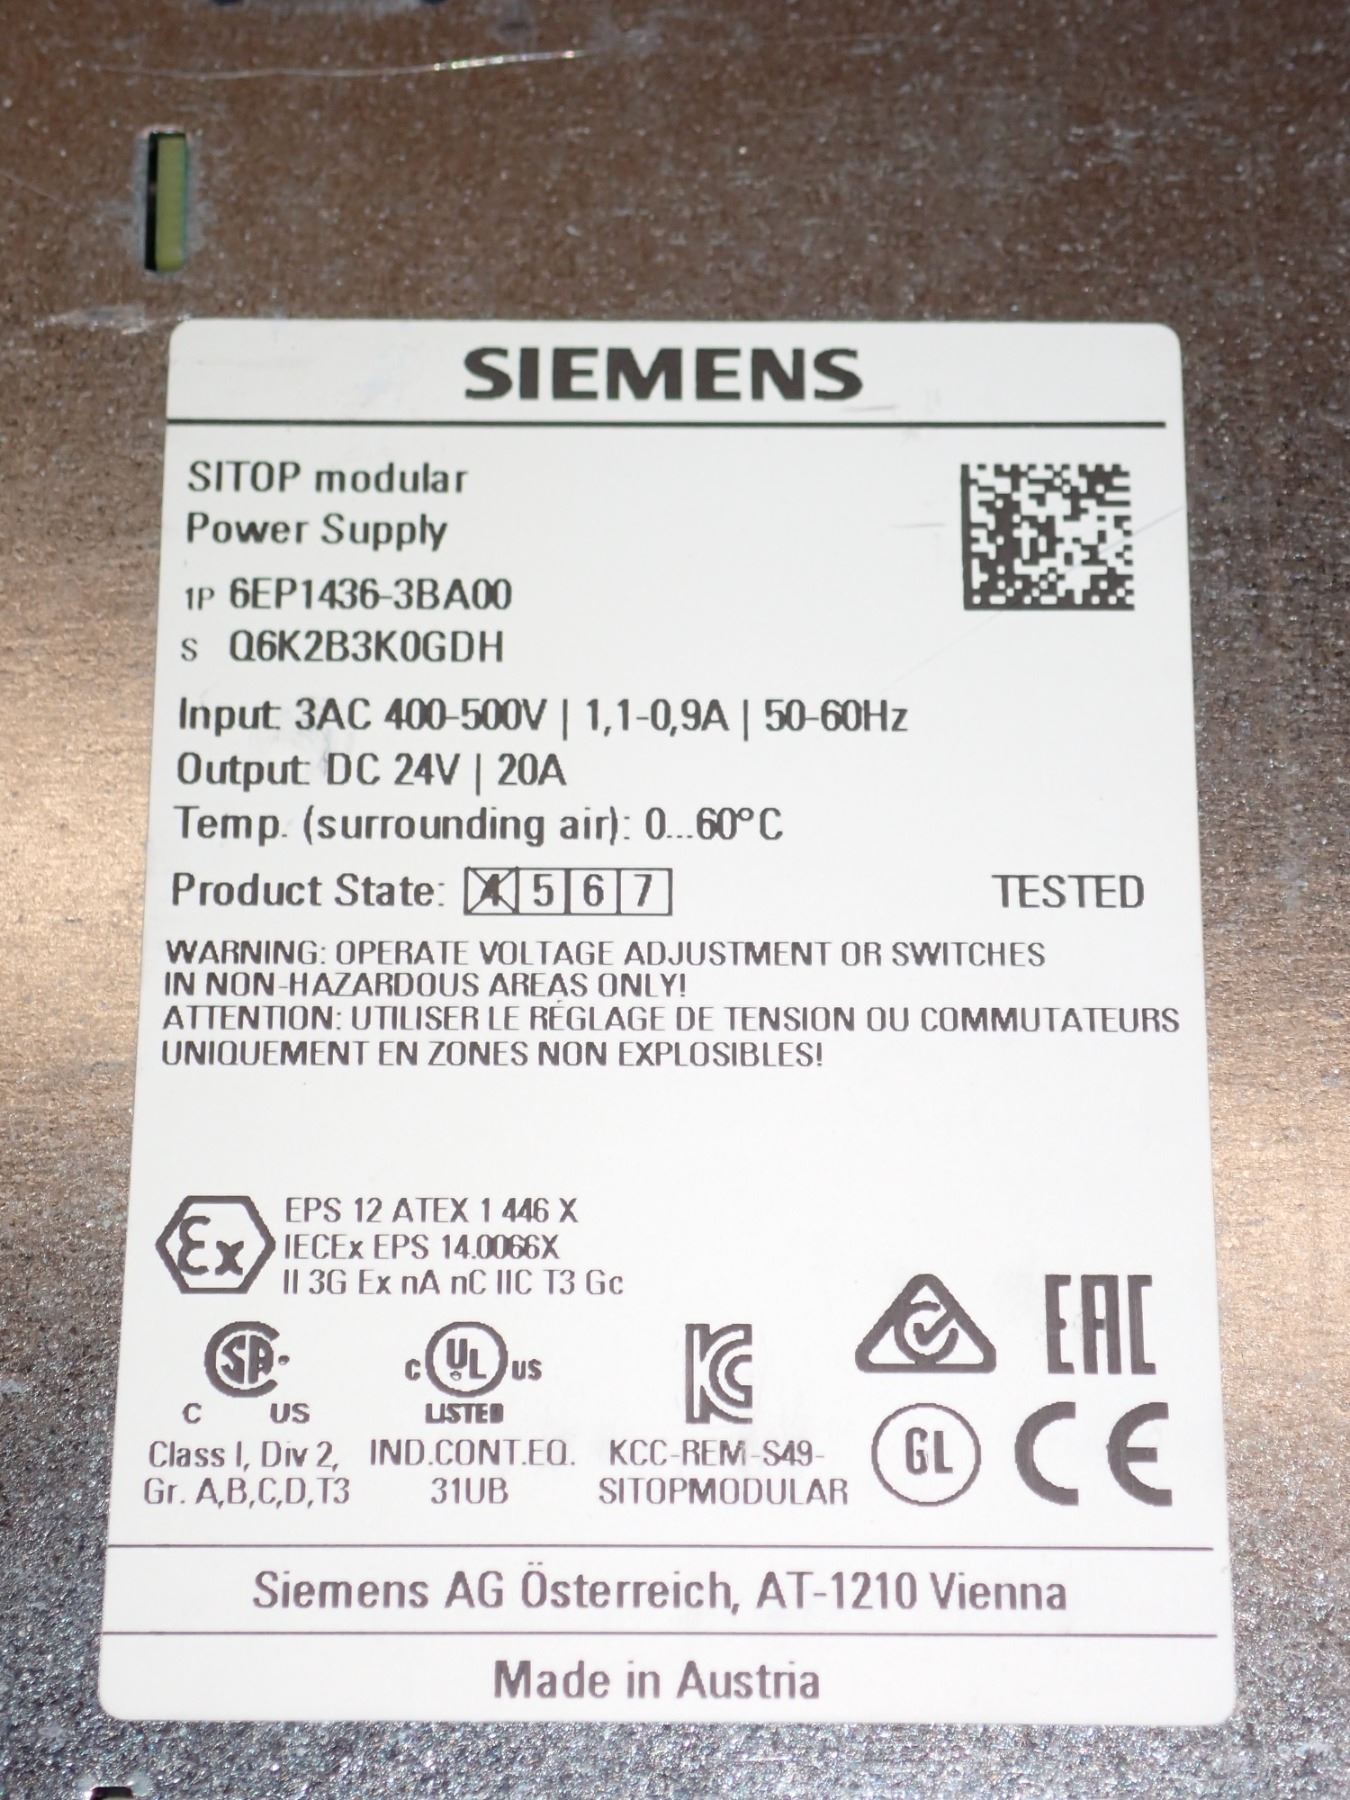 SIEMENS
SITOP modular
Power Supply
1P 6EP1436-3BA00
S Q6K2B3K0GDH
Input: 3AC 400-500V | 1,1-0,9A | 50-60Hz
Output: DC 24V | 20A
Temp. (surrounding air): 0...60°C
Product State: 4 5 6 7 TESTED
WARNING: OPERATE VOLTAGE ADJUSTMENT OR SWITCHES
IN NON-HAZARDOUS AREAS ONLY!
ATTENTION: UTILISER LE RÉGLAGE DE TENSION OU COMMUTATEURS
UNIQUEMENT EN ZONES NON EXPLOSIBLES!
Ex
EPS 12 ATEX 1 446 X
IECEx EPS 14.0066X
II 3G Ex nA nC IIC T3 Gc
EAC
SA
C US
Class I, Div 2,
Gr. A,B,C,D,T3
C UL US
LISTED
IND.CONT.EQ.
31UB
KC
KCC-REM-S49-
SITOPMODULAR
GL
CE
Siemens AG Österreich, AT-1210 Vienna
Made in Austria